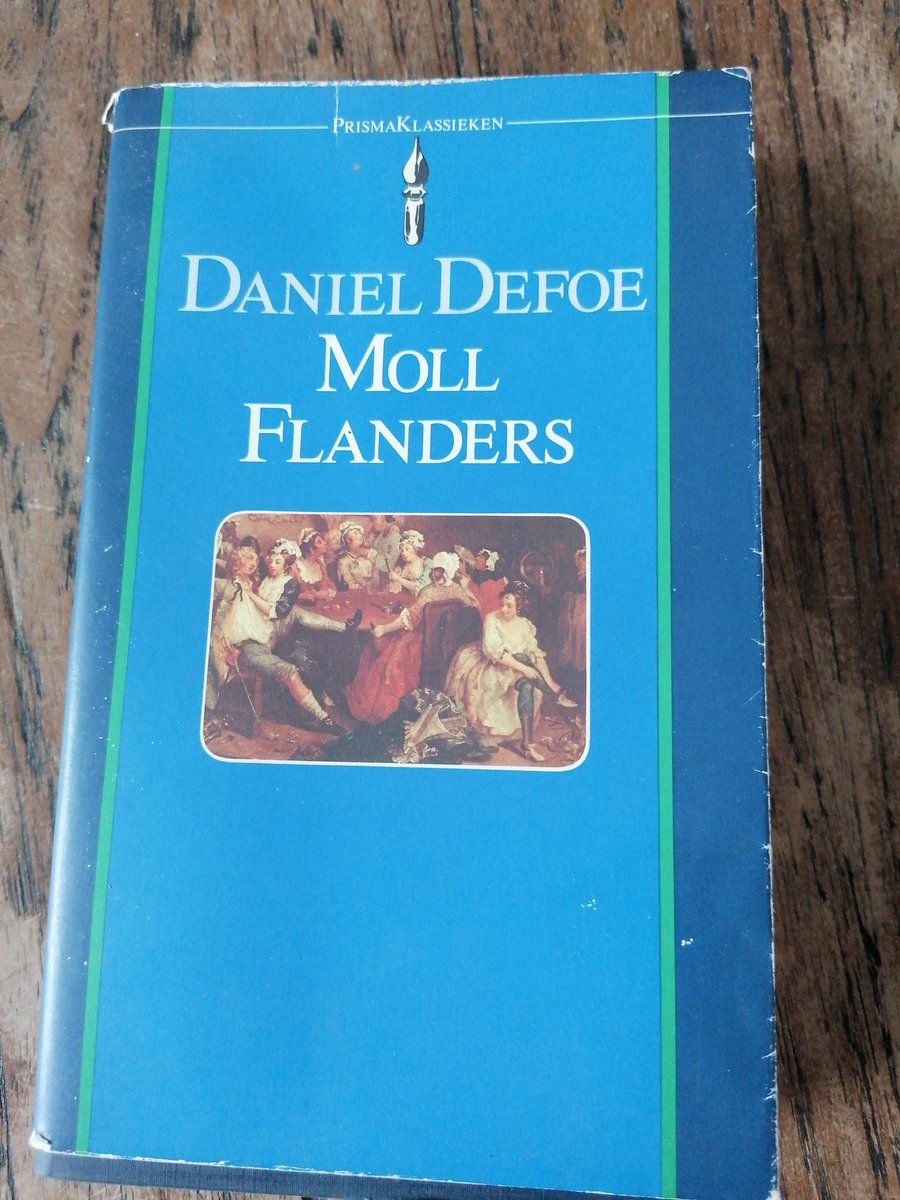 PRISMAKLASSIEKEN
DANIEL DEFOE
MOLL
FLANDERS